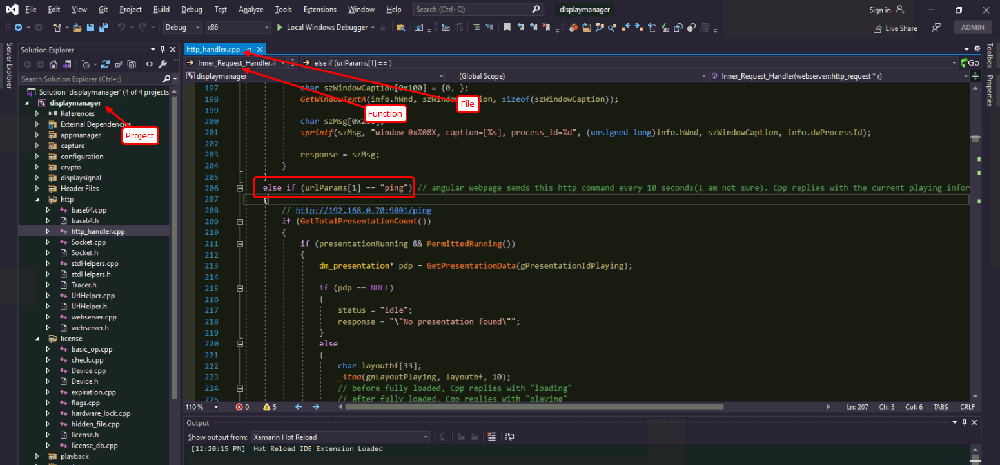 File Edit View Git Project Build Debug Test Analyze Tools Extensions Window Help Search (Ctrl+Q) displaymanager Sign in
Debug x86 Local Windows Debugger Live Share ADMIN
Server Explorer
Solution Explorer
Search Solution Explorer (Ctrl+;)
Solution 'displaymanager' (4 of 4 projects
displaymanager
References
External Dependencies
appmanager
capture
configuration
crypto
displaysignal
Header Files
http
base64.cpp
base64.h
http_handler.cpp
Socket.cpp
Socket.h
stdHelpers.cpp
stdHelpers.h
Tracer.h
UrlHelper.cpp
UrlHelper.h
webserver.cpp
webserver.h
license
basic_op.cpp
check.cpp
Device.cpp
Device.h
expiration.cpp
flags.cpp
hardware_lock.cpp
hidden_file.cpp
license.h
license_db.cpp
playback
Project
http_handler.cpp
Inner_Request_Handler.if else if (urlParams[1] == ) Go
displaymanager (Global Scope) Inner_Request_Handler(webserver::http_request * r)
Function
File
197 char szWindowCaption[0x100] = {0, };
198 GetWindowTextA(info.hWnd, szWindowCaption, sizeof(szWindowCaption));
199
200 char szMsg[0x2
201 sprintf(szMsg, "window 0x%08X, caption=[%s], process_id=%d", (unsigned long)info.hWnd, szWindowCaption, info.dwProcessId);
202
203 response = szMsg;
204 }
205 }
206 else if (urlParams[1] == "ping") // angular webpage sends this http command every 10 seconds(I am not sure). Cpp replies with the current playing infor
207 {
208 // http://192.168.0.70:9001/ping
209 if (GetTotalPresentationCount())
210 {
211 if (presentationRunning && PermittedRunning())
212 {
213 dm_presentation* pdp = GetPresentationData(gPresentationIdPlaying);
214
215 if (pdp == NULL)
216 {
217 status = "idle";
218 response = "\"No presentation found\"";
219 }
220 else
221 {
222 char layoutbf[33];
223 _itoa(gnLayoutPlaying, layoutbf, 10);
224 // before fully loaded, Cpp replies with "loading"
225 // after fully loaded, Cpp replies with "playing"
110 % 0 5 Ln: 207 Ch: 3 Col: 6 TABS CRLF
Output
Show output from: Xamarin Hot Reload
[12:20:15 PM] Hot Reload IDE Extension Loaded
Toolbox
Properties